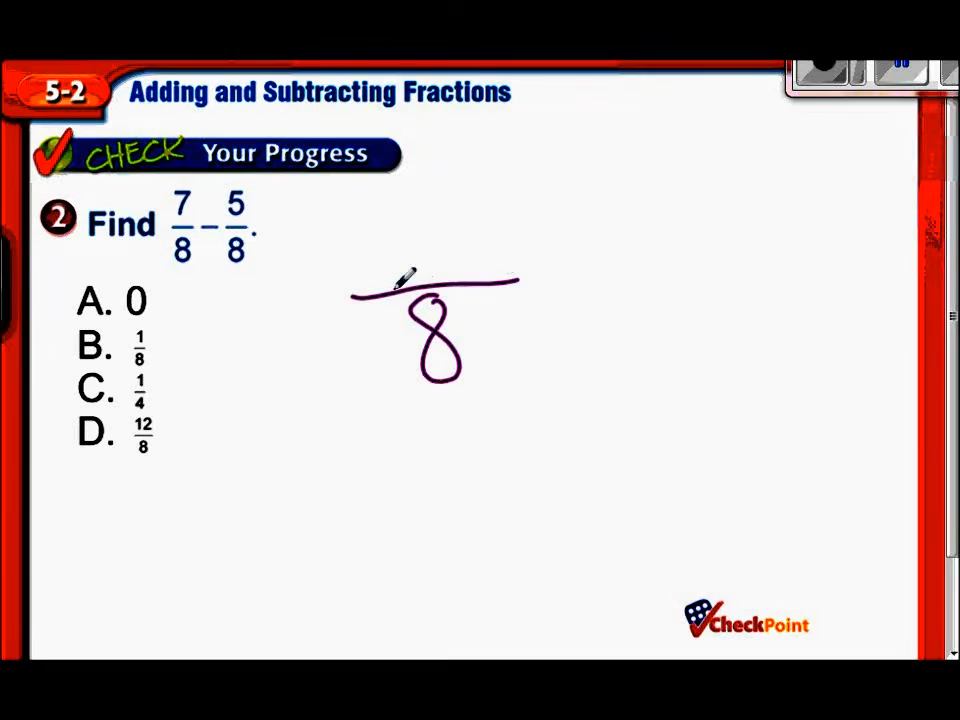 5-2 Adding and Subtracting Fractions
CHECK Your Progress
2 Find 7/8 − 5/8.
A. 0
B. 1/8
C. 1/4
D. 12/8
8
CheckPoint